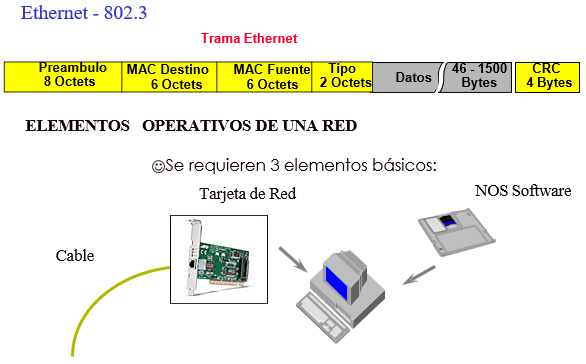 Ethernet - 802.3
Trama Ethernet
Preambulo
8 Octets
MAC Destino
6 Octets
MAC Fuente
6 Octets
Tipo
2 Octets
Datos
46 - 1500
Bytes
CRC
4 Bytes
ELEMENTOS OPERATIVOS DE UNA RED
☺Se requieren 3 elementos básicos:
Tarjeta de Red
NOS Software
Cable